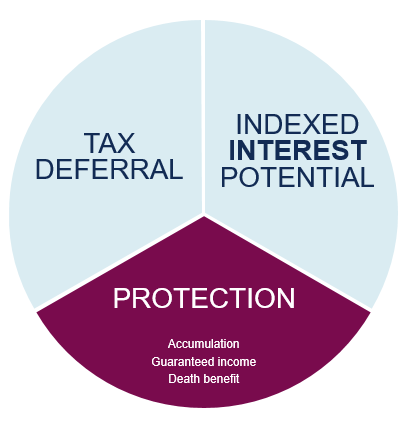 TAX
DEFERRAL
INDEXED
INTEREST
POTENTIAL
PROTECTION
Accumulation
Guaranteed income
Death benefit